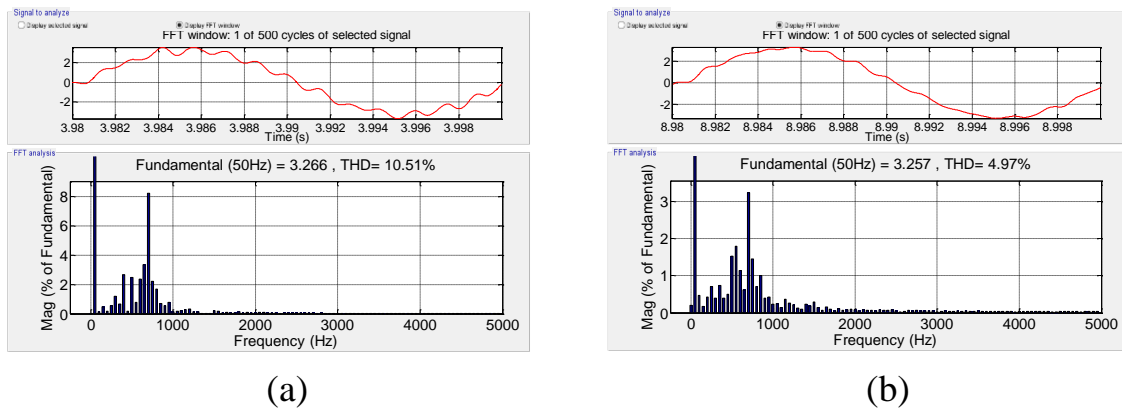 Signal to analyze
Display selected signal Display FFT window
FFT window: 1 of 500 cycles of selected signal
2
0
-2
3.98 3.982 3.984 3.986 3.988 3.99 3.992 3.994 3.996 3.998
Time (s)
FFT analysis
Fundamental (50Hz) = 3.266 , THD= 10.51%
Mag (% of Fundamental)
8
6
4
2
0
0 1000 2000 3000 4000 5000
Frequency (Hz)
(a)
Signal to analyze
Display selected signal Display FFT window
FFT window: 1 of 500 cycles of selected signal
2
0
-2
8.98 8.982 8.984 8.986 8.988 8.99 8.992 8.994 8.996 8.998
Time (s)
FFT analysis
Fundamental (50Hz) = 3.257 , THD= 4.97%
Mag (% of Fundamental)
3
2
1
0
0 1000 2000 3000 4000 5000
Frequency (Hz)
(b)